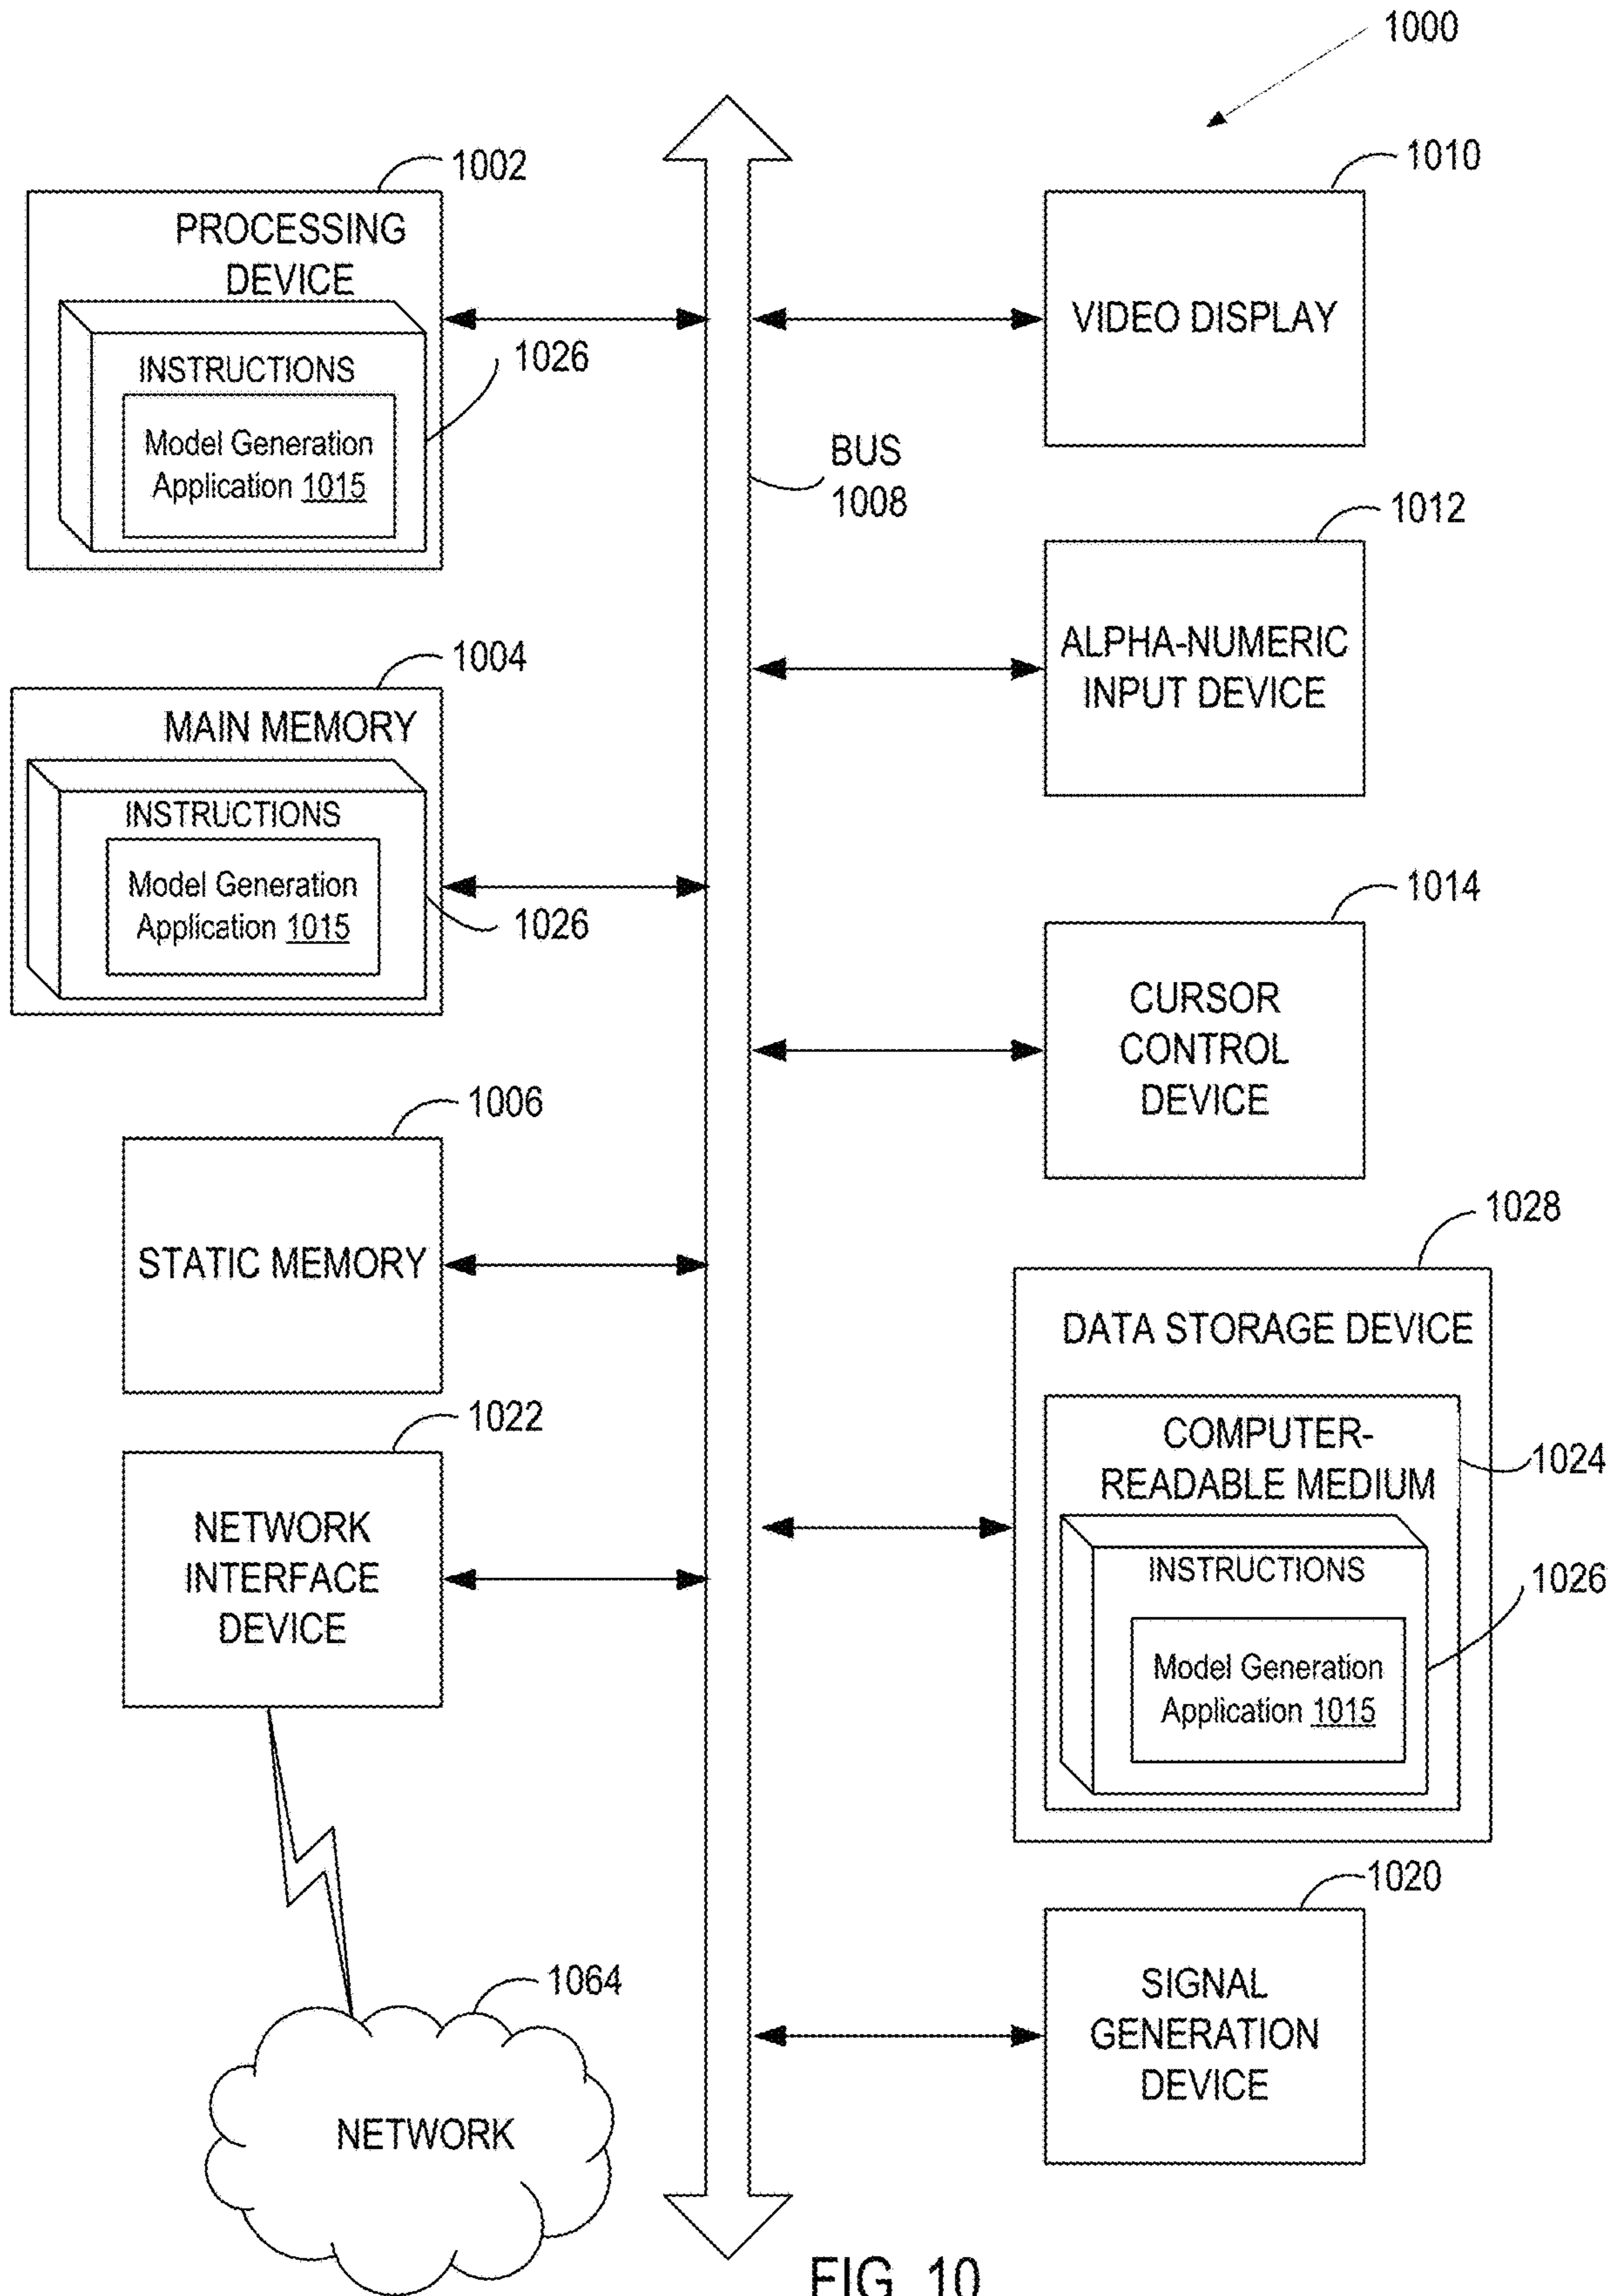 1000
1002
PROCESSING
DEVICE
INSTRUCTIONS
Model Generation
Application 1015
1026
1004
MAIN MEMORY
INSTRUCTIONS
Model Generation
Application 1015
1026
1006
STATIC MEMORY
1022
NETWORK
INTERFACE
DEVICE
1064
NETWORK
BUS
1008
1010
VIDEO DISPLAY
1012
ALPHA-NUMERIC
INPUT DEVICE
1014
CURSOR
CONTROL
DEVICE
1028
DATA STORAGE DEVICE
COMPUTER-
READABLE MEDIUM
1024
INSTRUCTIONS
1026
Model Generation
Application 1015
1020
SIGNAL
GENERATION
DEVICE
FIG. 10